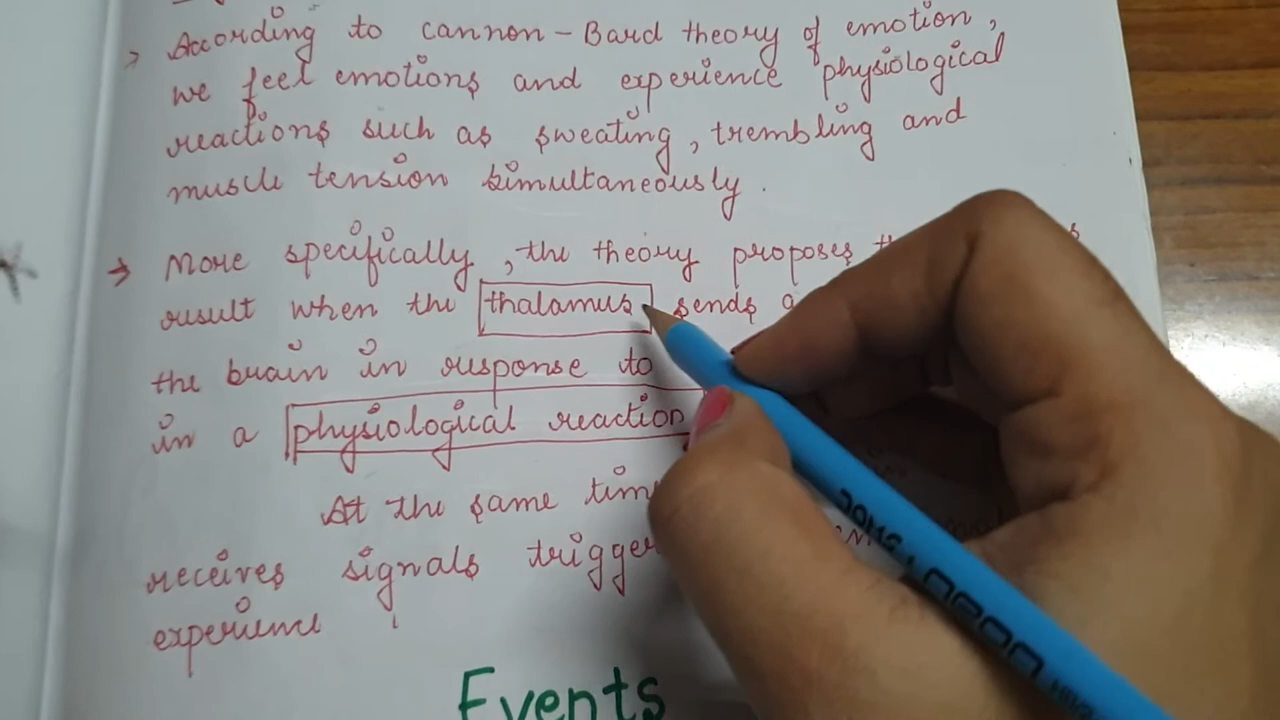 > According to cannon - Bard theory of emotion,
we feel emotions and experience physiological
reactions such as sweating, trembling and
muscle tension simultaneously.
→ More specifically, the theory proposes
result when the thalamus sends a
the brain in response to
in a physiological reaction
At the same time
receives signals trigger
experience
Events
DOMS